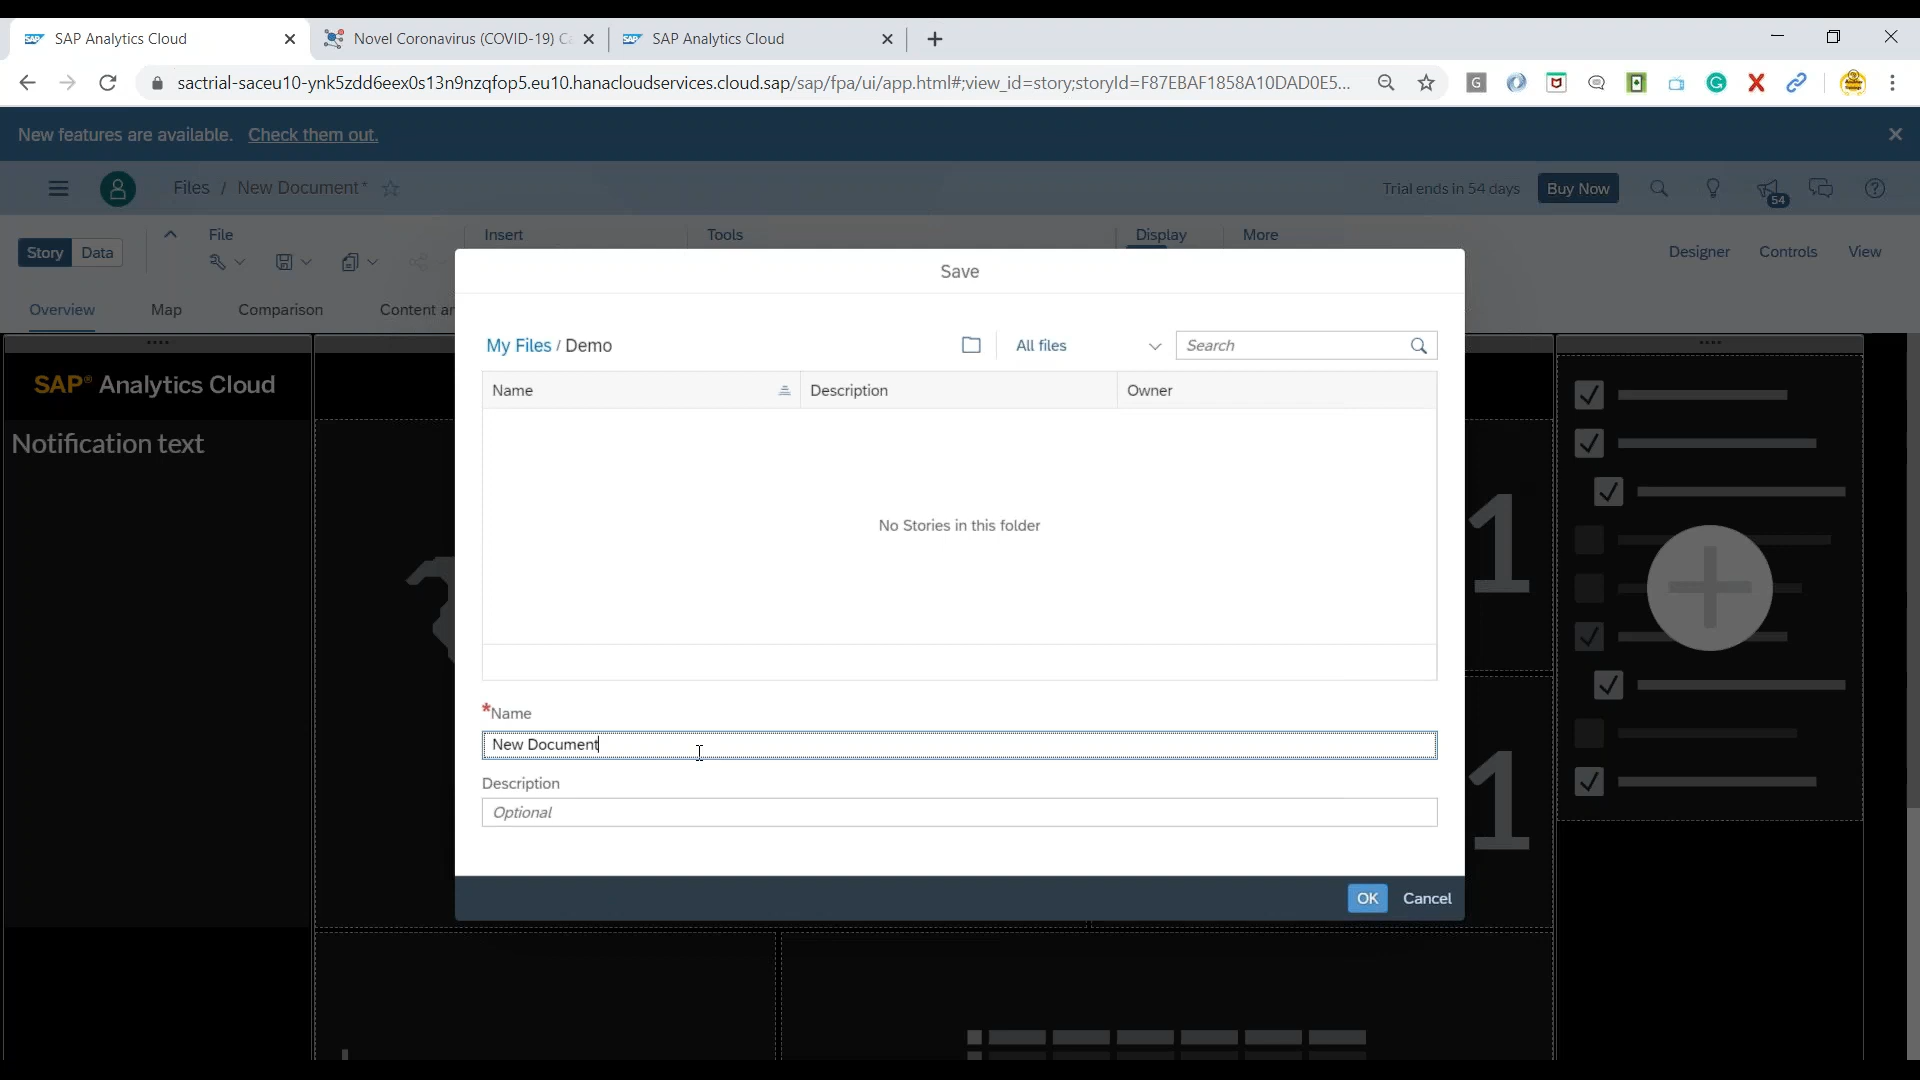 SAP Analytics Cloud
Novel Coronavirus (COVID-19) Ca
SAP Analytics Cloud
sactrial-saceu10-ynk5zdd6eex0s13n9nzqfop5.eu10.hanacloudservices.cloud.sap/sap/fpa/ui/app.html#;view_id=story;storyId=F87EBAF1858A10DAD0E5...
New features are available. Check them out.
Files / New Document*
Trial ends in 54 days
Buy Now
54
Story Data
File
Insert
Tools
Display
More
Designer
Controls
View
Overview
Map
Comparison
Content an
Save
My Files / Demo
All files
Search
SAP® Analytics Cloud
Name
Description
Owner
Notification text
No Stories in this folder
1
*Name
New Document
Description
Optional
1
OK
Cancel